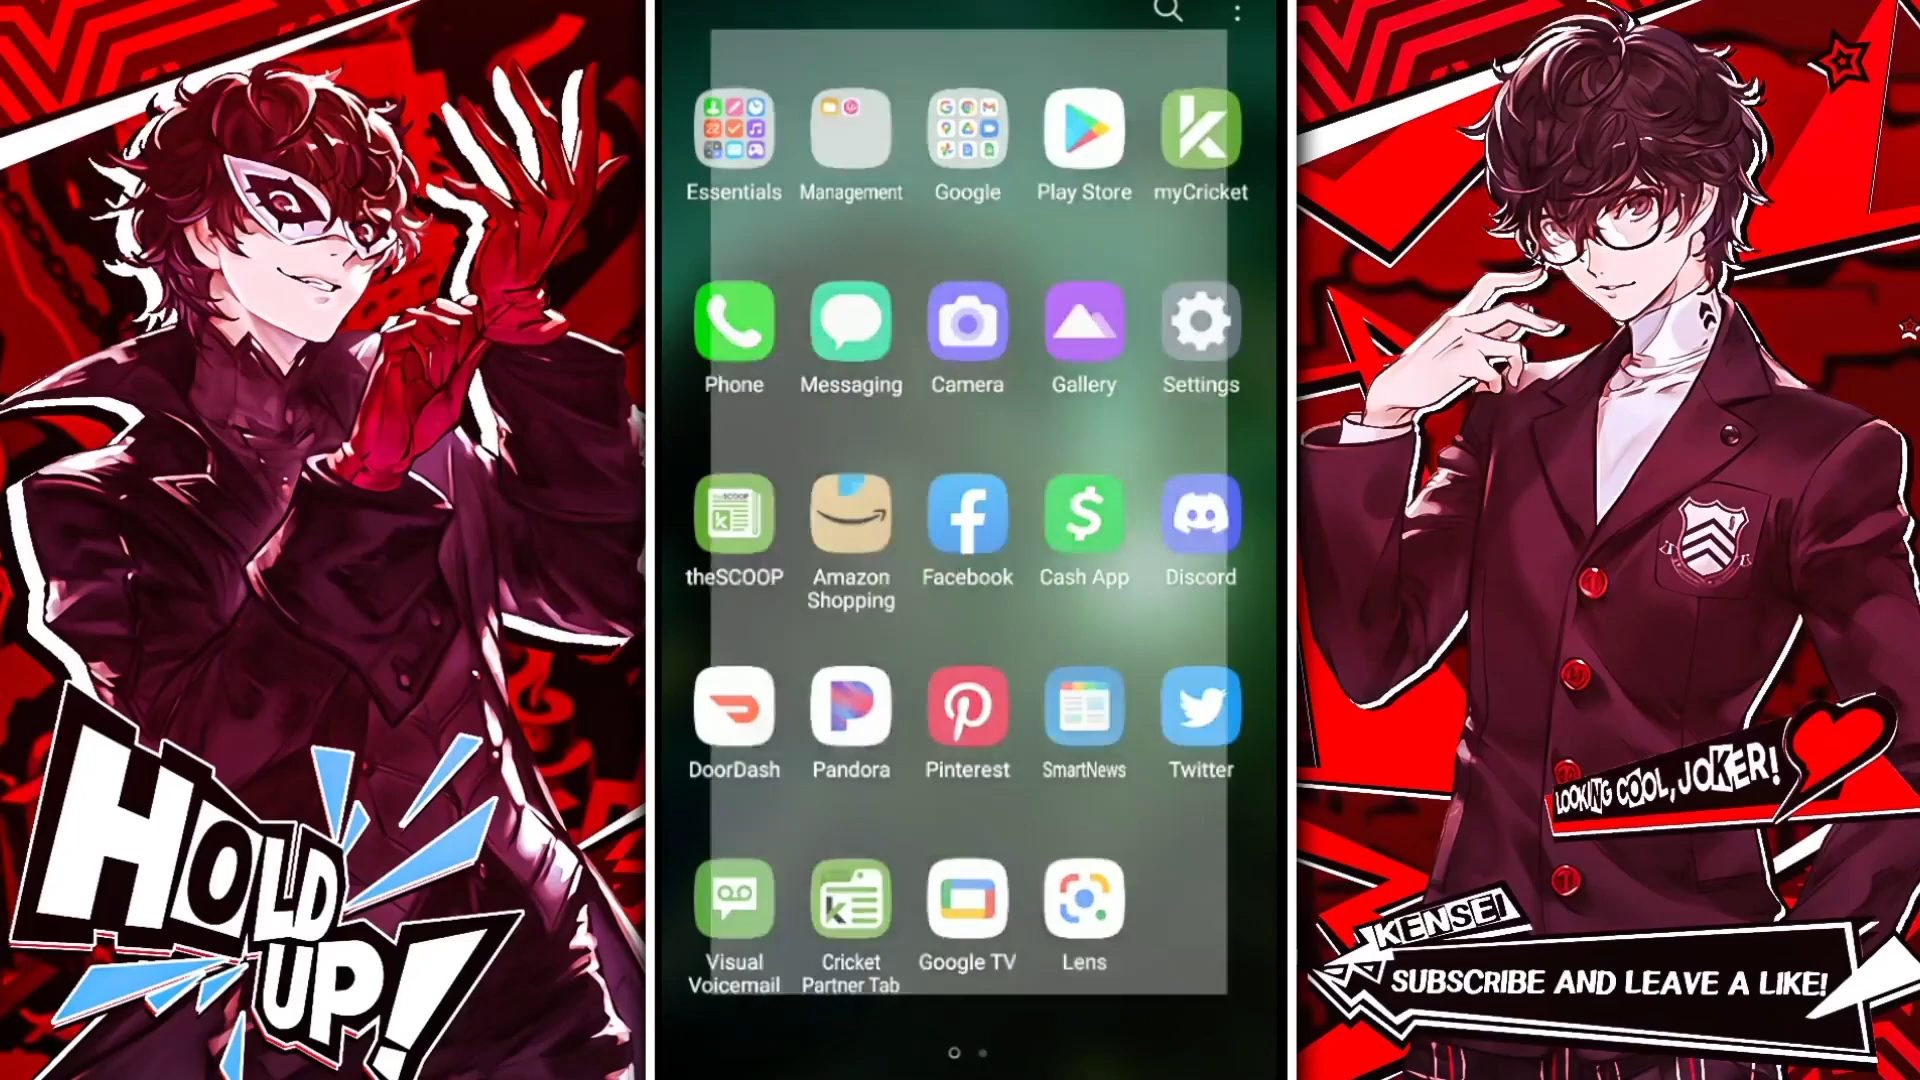 Essentials
Management
Google
Play Store
myCricket
Phone
Messaging
Camera
Gallery
Settings
theSCOOP
Amazon
Shopping
Facebook
Cash App
Discord
DoorDash
Pandora
Pinterest
SmartNews
Twitter
Visual
Voicemail
Cricket
Partner Tab
Google TV
Lens
HOLD
UP!
LOOKING COOL, JOKER!
KENSEI
SUBSCRIBE AND LEAVE A LIKE!